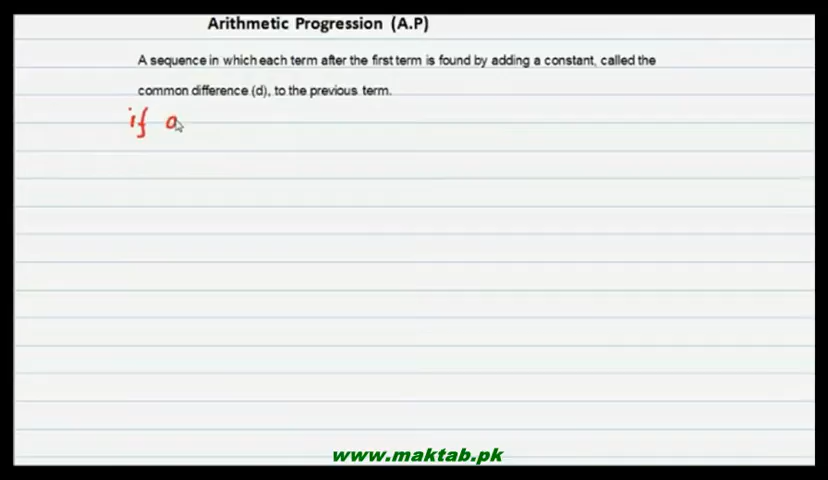 Arithmetic Progression (A.P)
A sequence in which each term after the first term is found by adding a constant, called the
common difference (d), to the previous term.
if a
www.maktab.pk